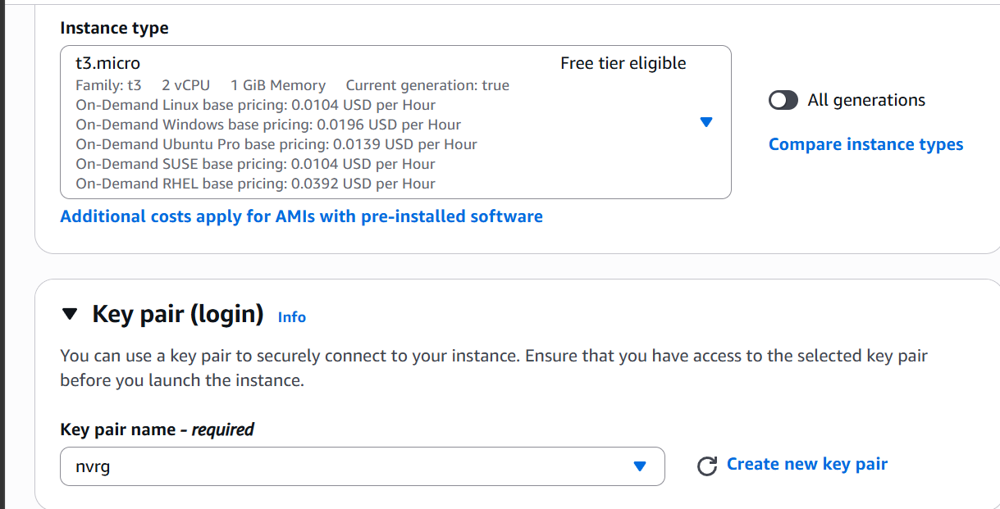 Instance type
t3.micro Free tier eligible
Family: t3 2 vCPU 1 GiB Memory Current generation: true
On-Demand Linux base pricing: 0.0104 USD per Hour
On-Demand Windows base pricing: 0.0196 USD per Hour
On-Demand Ubuntu Pro base pricing: 0.0139 USD per Hour
On-Demand SUSE base pricing: 0.0104 USD per Hour
On-Demand RHEL base pricing: 0.0392 USD per Hour
All generations
Compare instance types
Additional costs apply for AMIs with pre-installed software
Key pair (login) Info
You can use a key pair to securely connect to your instance. Ensure that you have access to the selected key pair
before you launch the instance.
Key pair name - required
nvrg
Create new key pair